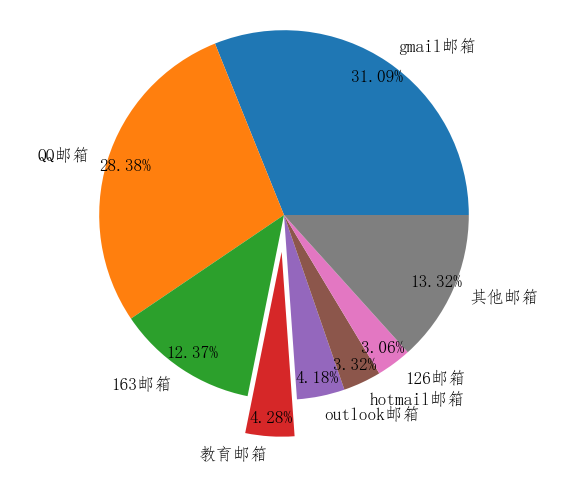 gmail邮箱
31.09%
QQ邮箱
28.38%
12.37%
163邮箱
4.28%
教育邮箱
4.18%
outlook邮箱
3.32%
hotmail邮箱
3.06%
126邮箱
13.32%
其他邮箱